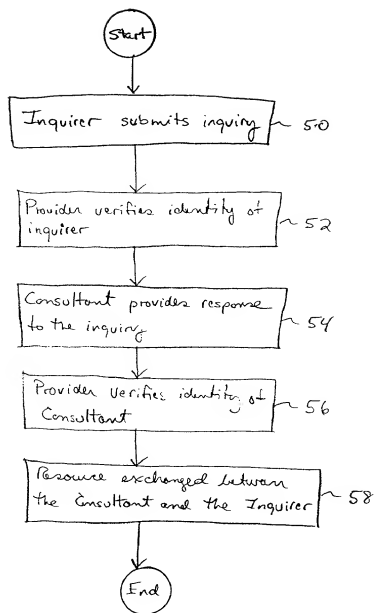 Start
Inquirer submits inquiry
50
Provider verifies identity of
inquirer
52
Consultant provides response
to the inquiry
54
Provider verifies identity of
Consultant
56
Resource exchanged between
the Consultant and the Inquirer
58
End